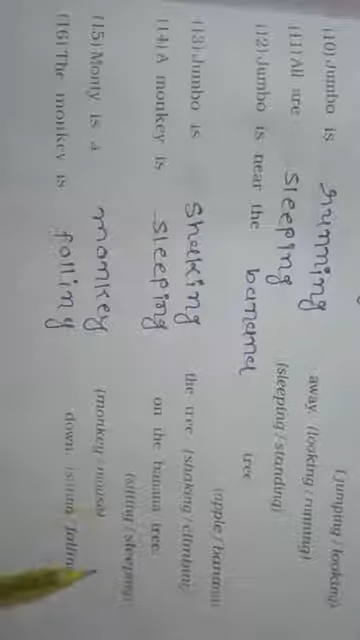 (jumping / looking)
(10) Jumbo is running away. (looking / running)
(11) All are sleeping (sleeping / standing)
(12) Jumbo is near the banana tree
(apple / banana)
(13) Jumbo is Shaking the tree (shaking / climbing)
(14) A monkey is sleeping on the banana tree.
(sitting / sleeping)
(15) Monty is a monkey (monkey / mouse)
(16) The monkey is falling down